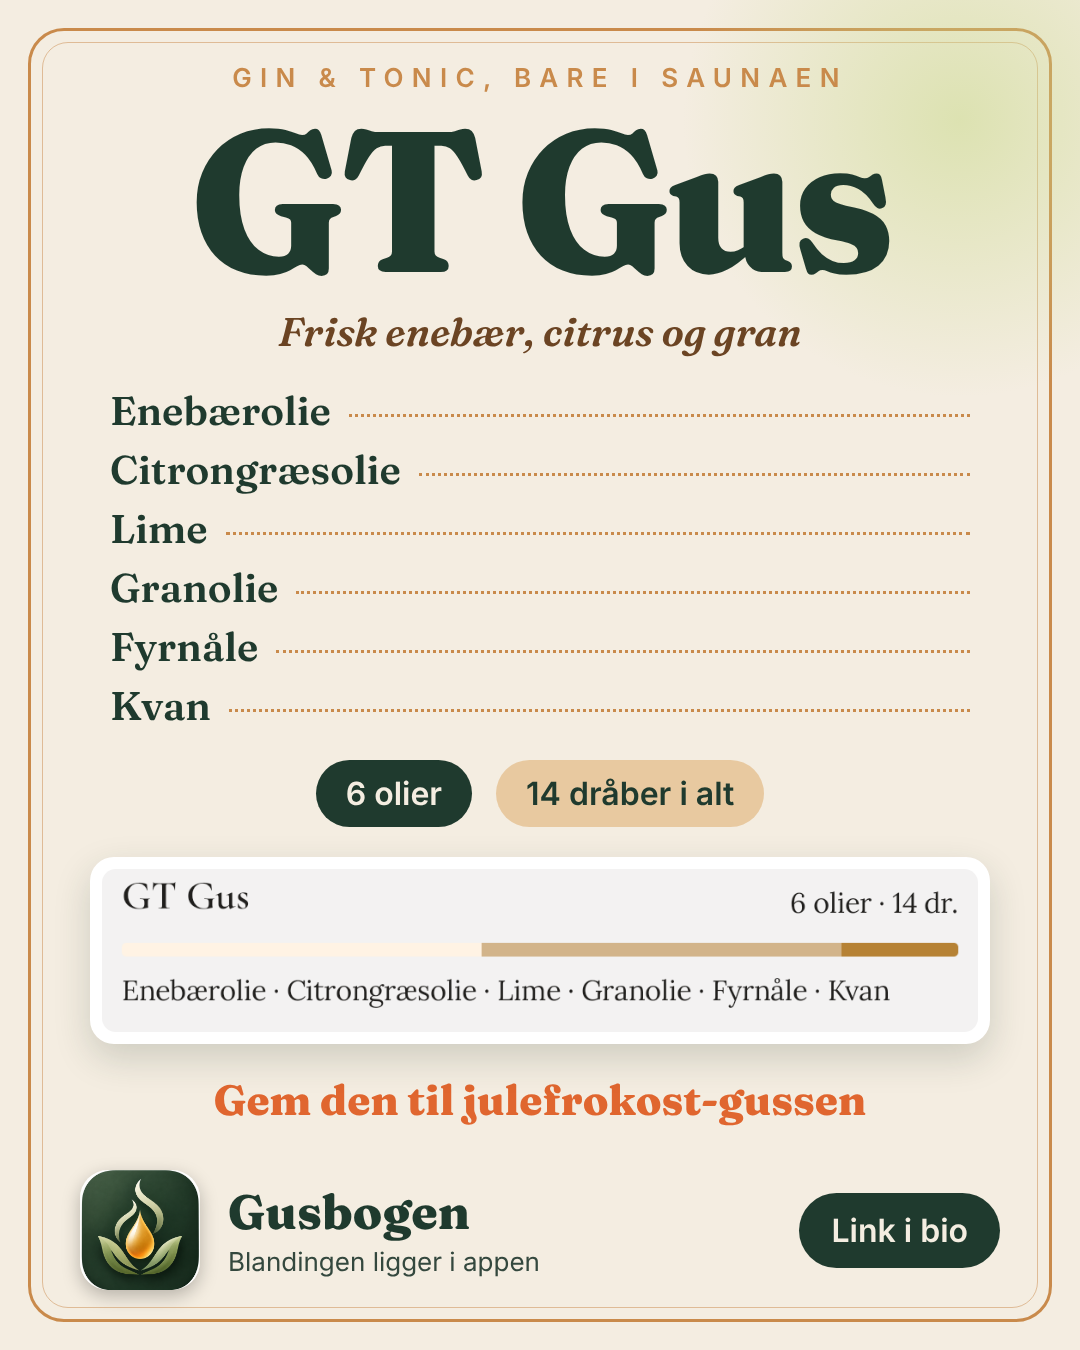 GIN & TONIC, BARE I SAUNAEN
GT Gus
Frisk enebær, citrus og gran
Enebærolie
Citrongræsolie
Lime
Granolie
Fyrnåle
Kvan
6 olier
14 dråber i alt
GT Gus
6 olier · 14 dr.
Enebærolie · Citrongræsolie · Lime · Granolie · Fyrnåle · Kvan
Gem den til julefrokost-gussen
Gusbogen
Blandingen ligger i appen
Link i bio